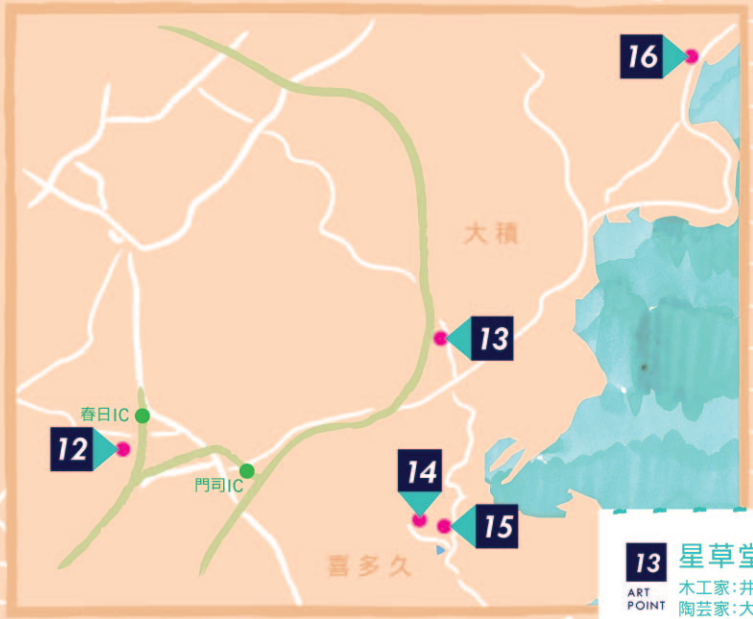 16
大積
13
春日IC
12
門司IC
14
15
喜多久
13
ART
POINT
星草堂
木工家:井
陶芸家:大